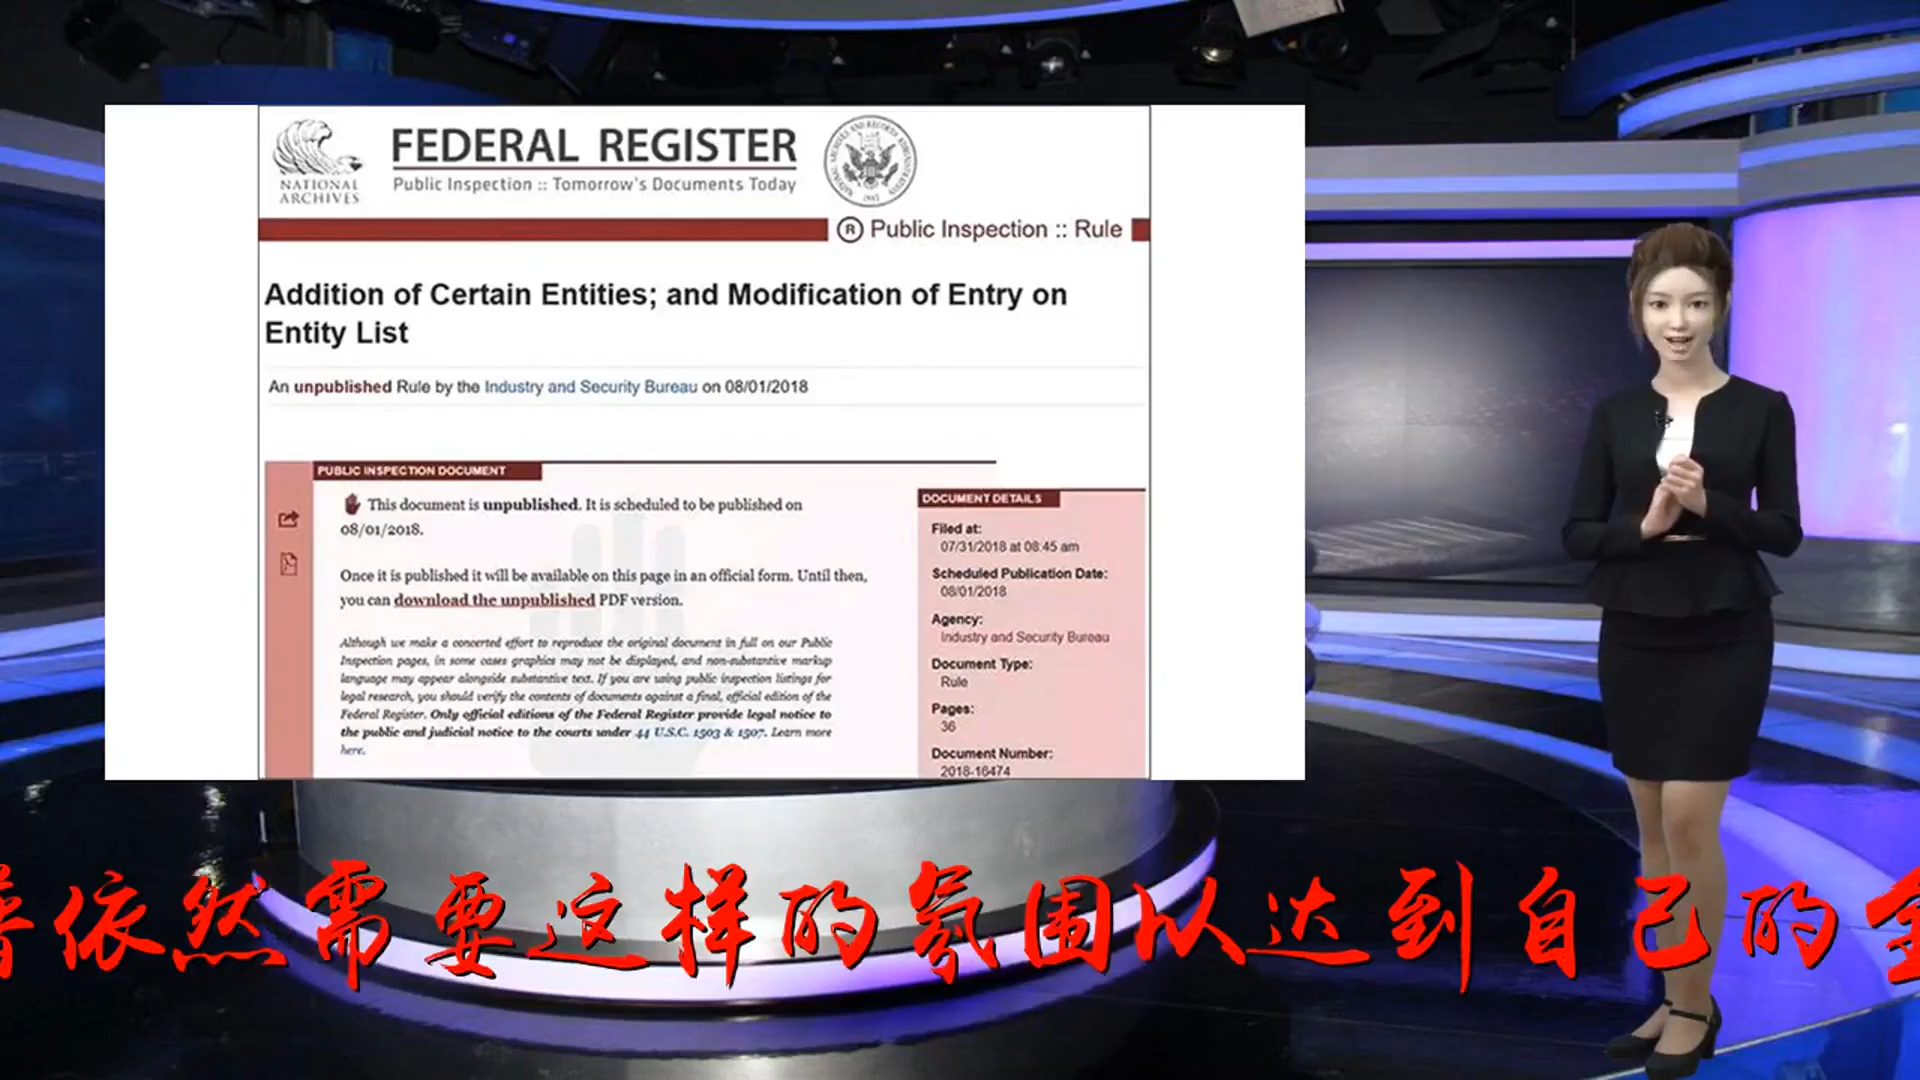 NATIONAL
ARCHIVES
FEDERAL REGISTER
Public Inspection :: Tomorrow's Documents Today
Ⓡ Public Inspection :: Rule
Addition of Certain Entities; and Modification of Entry on
Entity List
An unpublished Rule by the Industry and Security Bureau on 08/01/2018
PUBLIC INSPECTION DOCUMENT
This document is unpublished. It is scheduled to be published on
08/01/2018.
Once it is published it will be available on this page in an official form. Until then,
you can download the unpublished PDF version.
Although we make a concerted effort to reproduce the original document in full on our Public
Inspection pages, in some cases graphics may not be displayed, and non-substantive markup
language may appear alongside substantive text. If you are using public inspection listings for
legal research, you should verify the contents of documents against a final, official edition of the
Federal Register. Only official editions of the Federal Register provide legal notice to
the public and judicial notice to the courts under 44 U.S.C. 1503 & 1507. Learn more
here.
DOCUMENT DETAILS
Filed at:
07/31/2018 at 08:45 am
Scheduled Publication Date:
08/01/2018
Agency:
Industry and Security Bureau
Document Type:
Rule
Pages:
36
Document Number:
2018-16474
依然需要这样的氛围以达到自己的